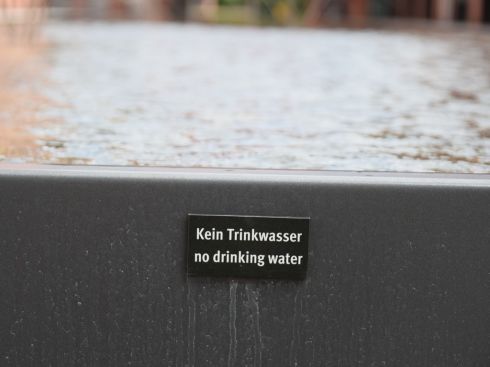 Kein Trinkwasser
no drinking water